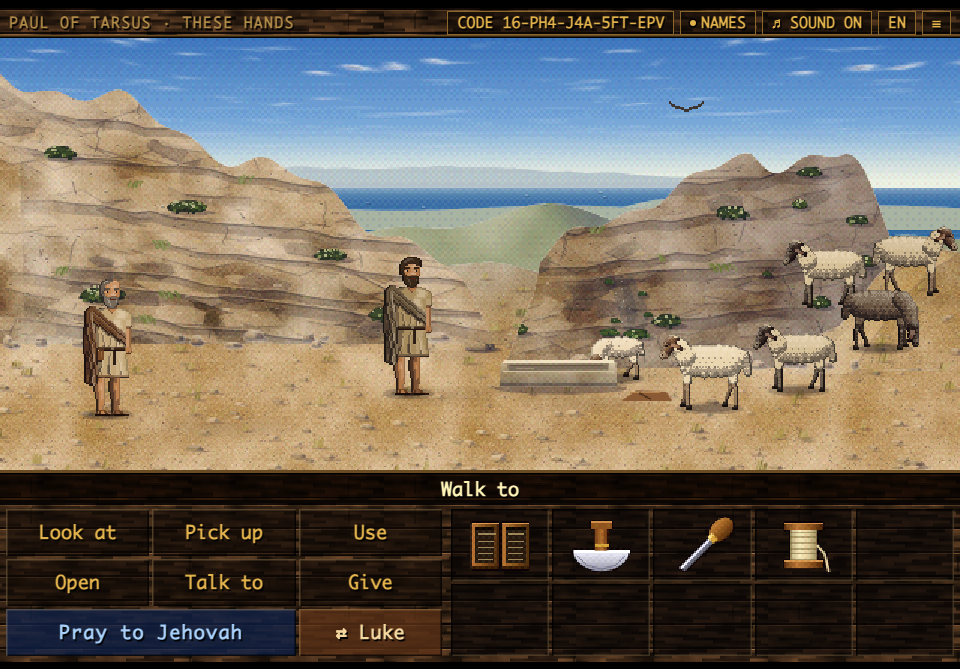 PAUL OF TARSUS · THESE HANDS
CODE 16-PH4-J4A-5FT-EPV
• NAMES
♬ SOUND ON
EN
≡
Walk to
Look at
Pick up
Use
Open
Talk to
Give
Pray to Jehovah
⇄ Luke